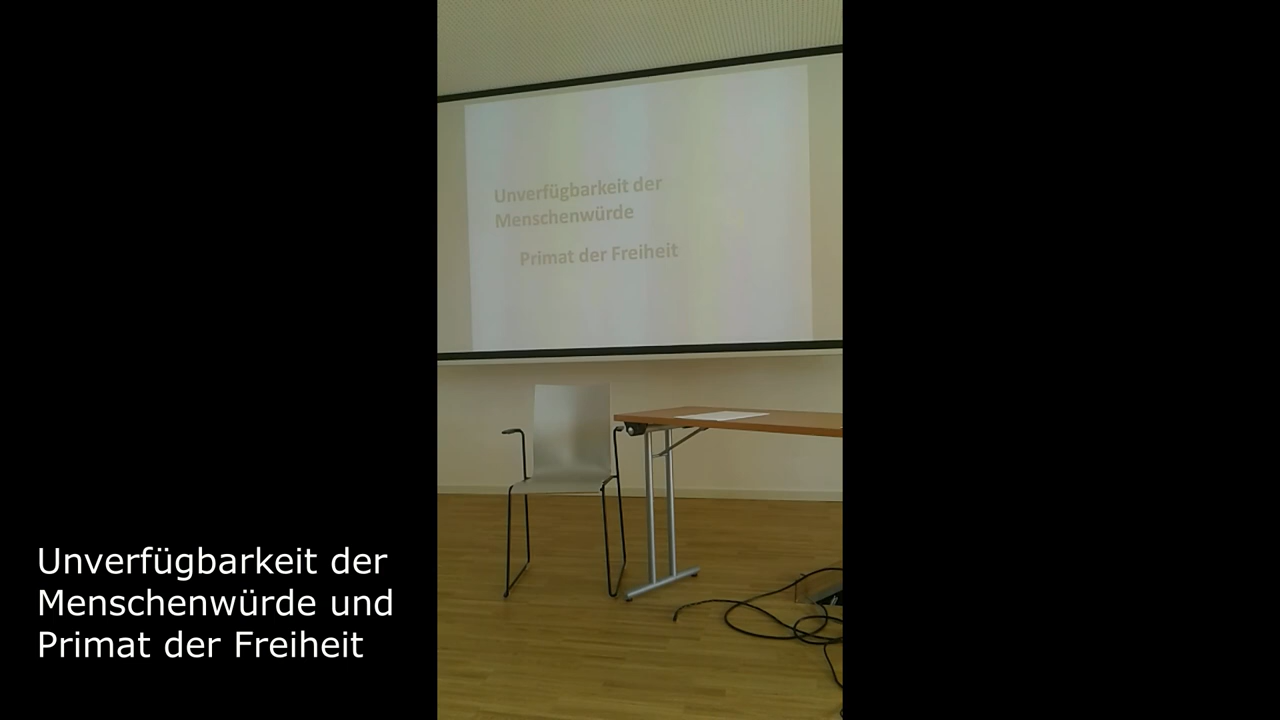 Unverfügbarkeit der
Menschenwürde
Primat der Freiheit
Unverfügbarkeit der
Menschenwürde und
Primat der Freiheit